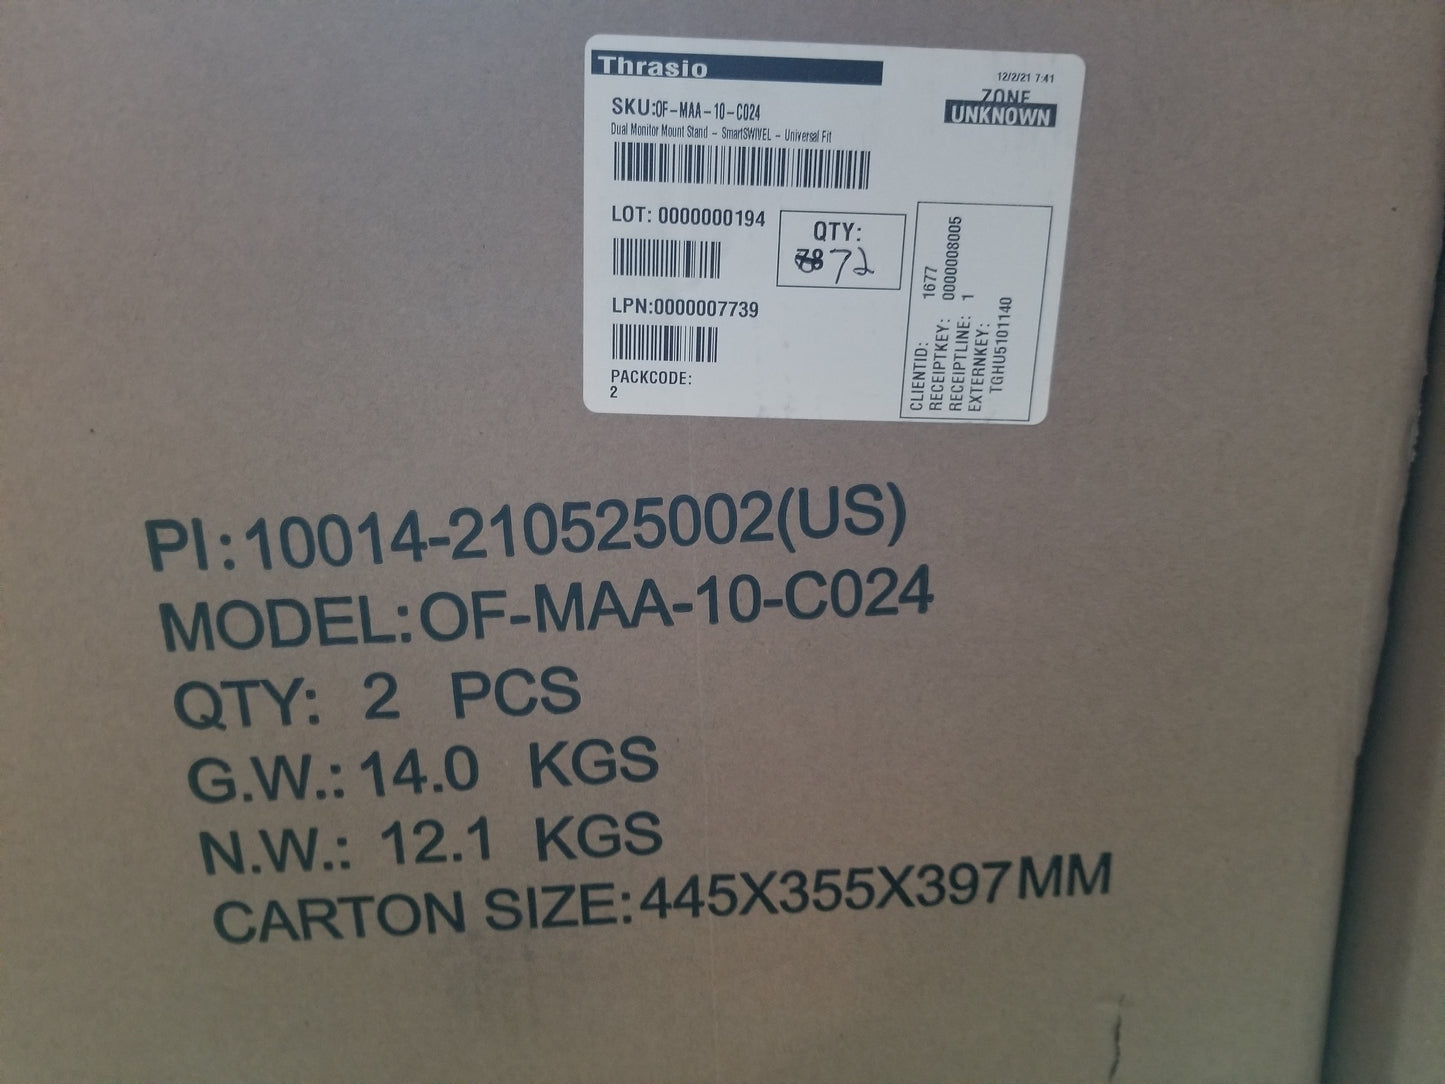 Thrasio
12/2/21 7:41
ZONE
UNKNOWN
SKU:OF-MAA-10-C024
Dual Monitor Mount Stand - SmartSWIVEL - Universal Fit
LOT: 0000000194
QTY:
72
LPN:0000007739
PACKCODE:
2
CLIENTID: 1677
RECEIPTKEY: 0000008005
RECEIPTLINE: 1
EXTERNKEY:
TGHU5101140
PI:10014-210525002(US)
MODEL:OF-MAA-10-C024
QTY: 2 PCS
G.W.: 14.0 KGS
N.W.: 12.1 KGS
CARTON SIZE:445X355X397MM